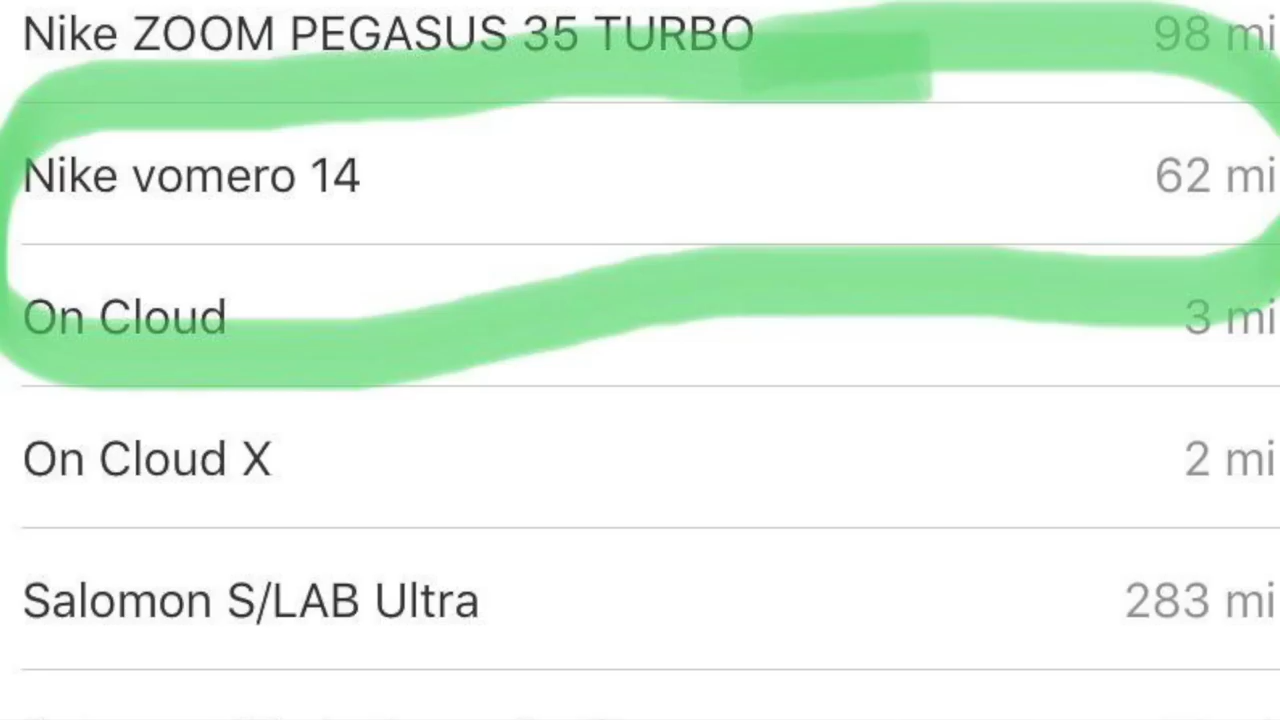 Nike ZOOM PEGASUS 35 TURBO 98 mi
Nike vomero 14 62 mi
On Cloud 3 mi
On Cloud X 2 mi
Salomon S/LAB Ultra 283 mi